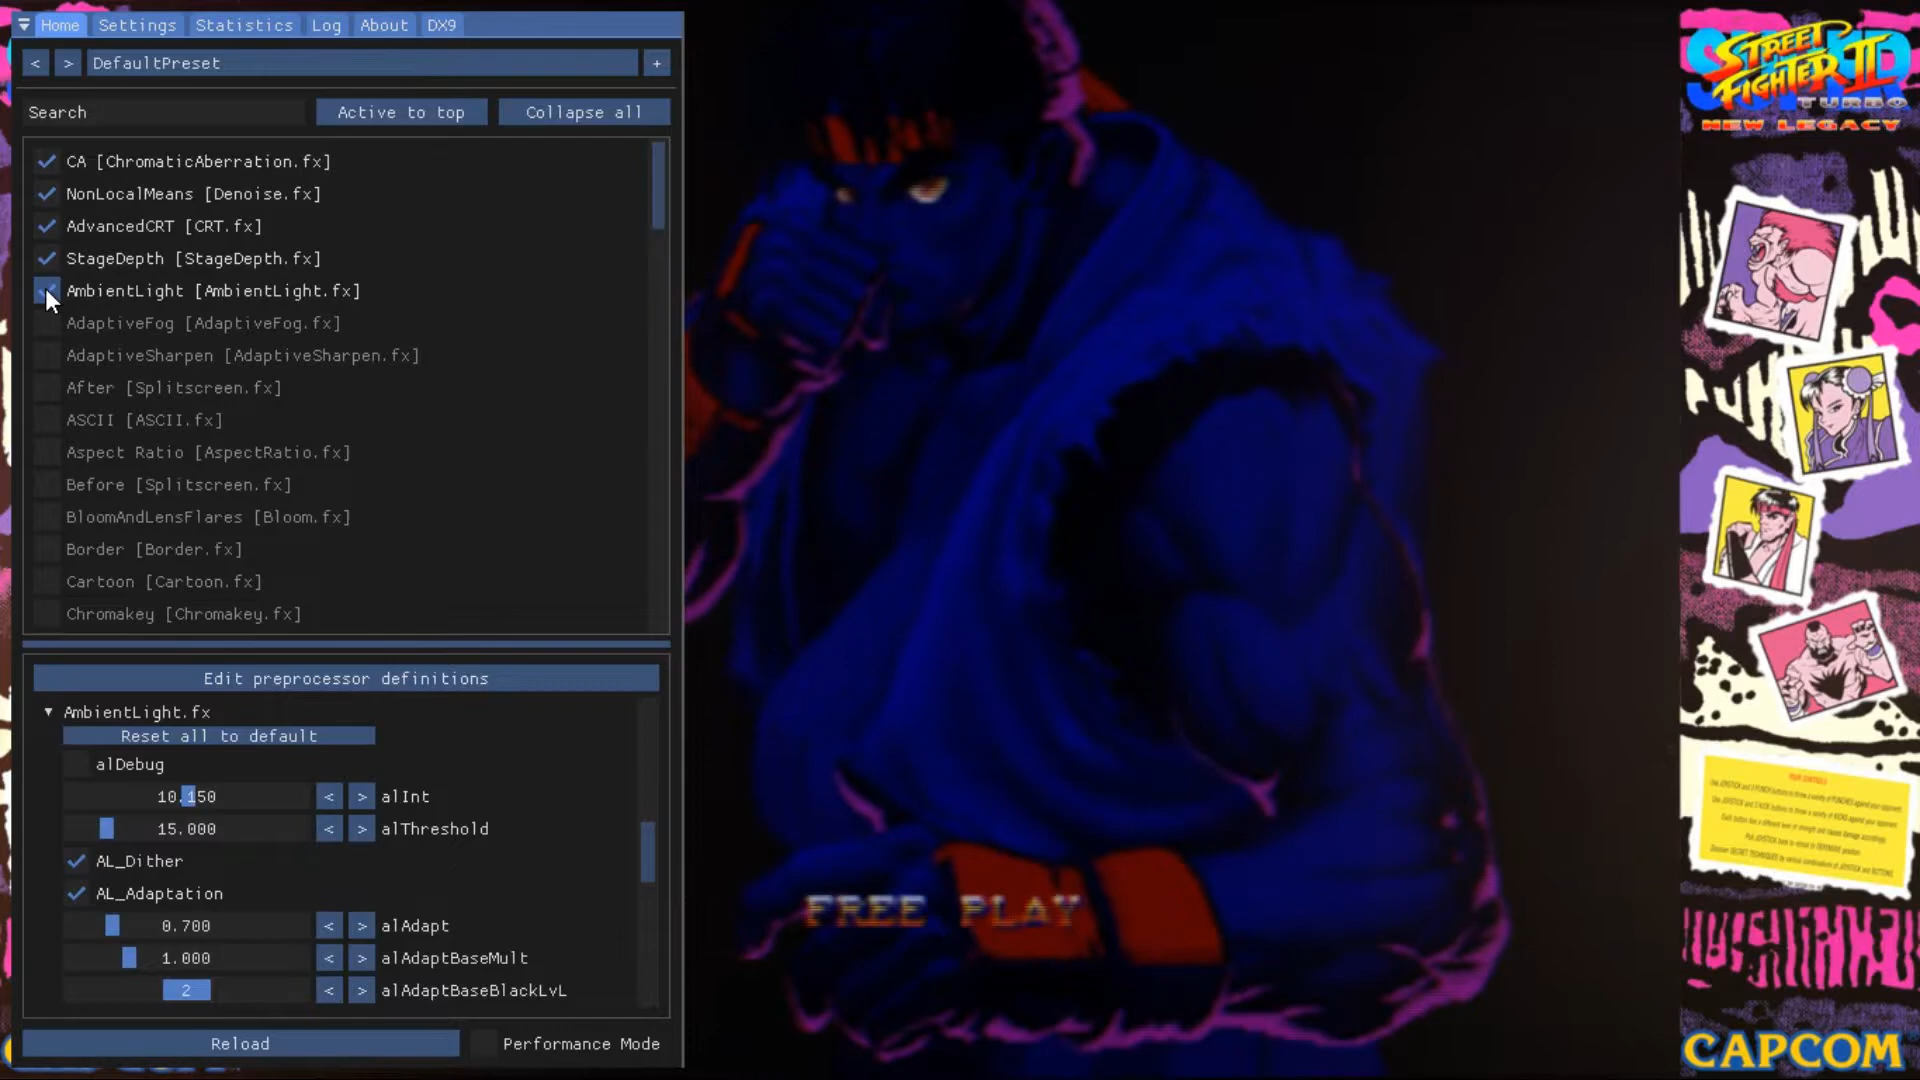 Home Settings Statistics Log About DX9
< > DefaultPreset +
Search Active to top Collapse all
CA [ChromaticAberration.fx]
NonLocalMeans [Denoise.fx]
AdvancedCRT [CRT.fx]
StageDepth [StageDepth.fx]
AmbientLight [AmbientLight.fx]
AdaptiveFog [AdaptiveFog.fx]
AdaptiveSharpen [AdaptiveSharpen.fx]
After [Splitscreen.fx]
ASCII [ASCII.fx]
Aspect Ratio [AspectRatio.fx]
Before [Splitscreen.fx]
BloomAndLensFlares [Bloom.fx]
Border [Border.fx]
Cartoon [Cartoon.fx]
Chromakey [Chromakey.fx]
Edit preprocessor definitions
AmbientLight.fx
Reset all to default
alDebug
10.150 < > alInt
15.000 < > alThreshold
AL_Dither
AL_Adaptation
0.700 < > alAdapt
1.000 < > alAdaptBaseMult
2 < > alAdaptBaseBlackLvL
Reload Performance Mode
FREE PLAY
STREET
FIGHTER II
TURBO
NEW LEGACY
CAPCOM